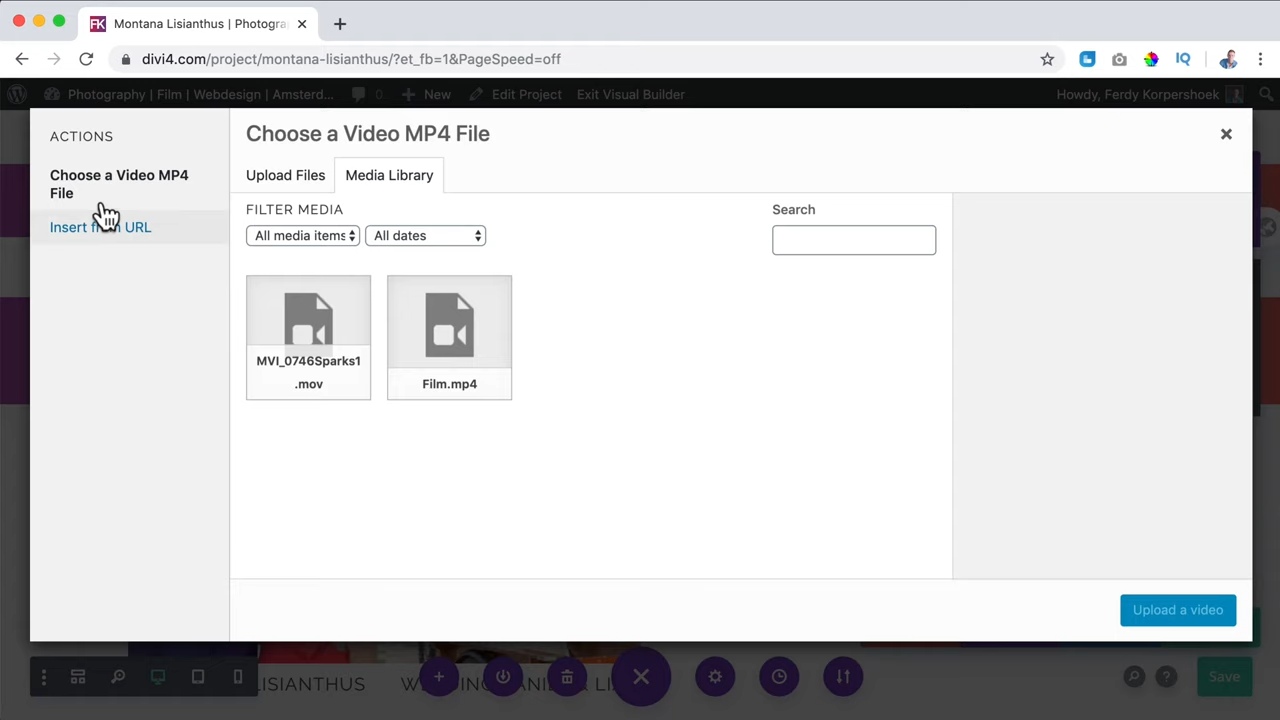 Montana Lisianthus | Photogra
divi4.com/project/montana-lisianthus/?et_fb=1&PageSpeed=off
IQ
Photography | Film | Webdesign | Amsterd...
0
New
Edit Project
Exit Visual Builder
Howdy, Ferdy Korpershoek
ACTIONS
Choose a Video MP4
File
Insert from URL
Choose a Video MP4 File
Upload Files
Media Library
FILTER MEDIA
All media items
All dates
Search
MVI_0746Sparks1
.mov
Film.mp4
Upload a video
LISIANTHUS
Save